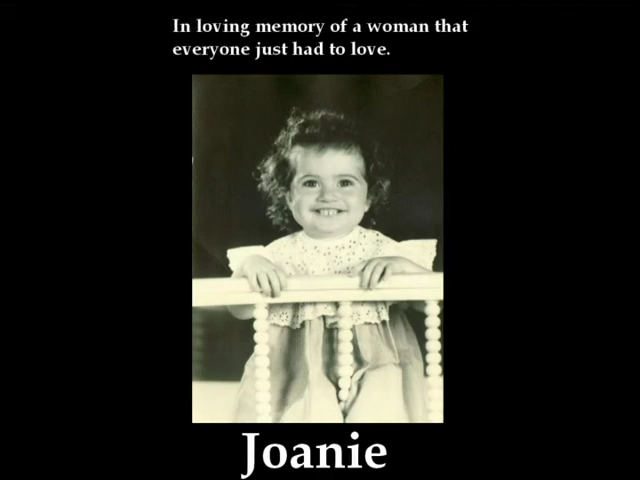 In loving memory of a woman that
everyone just had to love.
Joanie